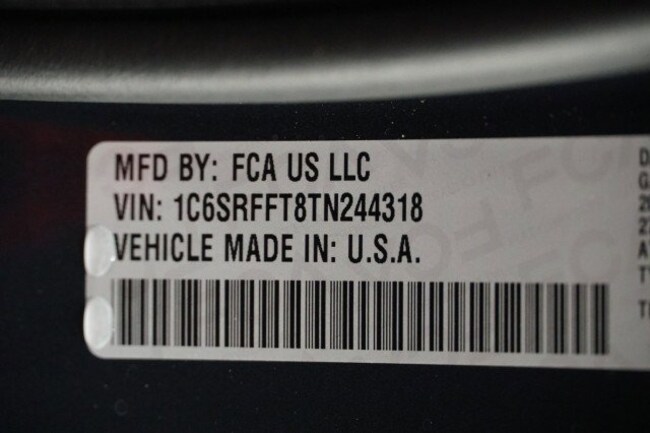 MFD BY: FCA US LLC
VIN: 1C6SRFFT8TN244318
VEHICLE MADE IN: U.S.A.